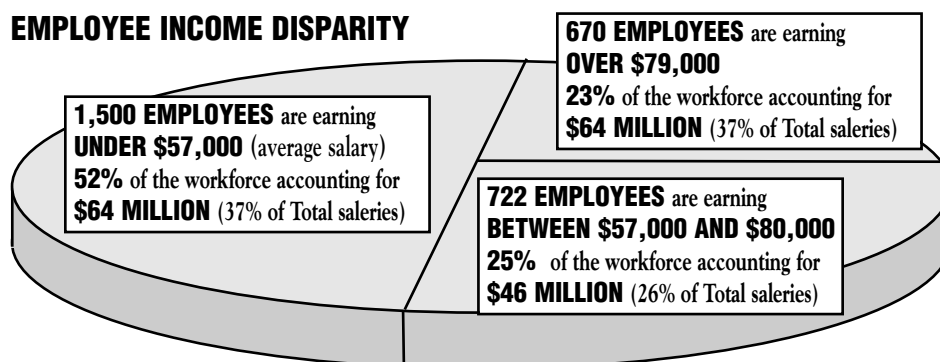 EMPLOYEE INCOME DISPARITY
670 EMPLOYEES are earning
OVER $79,000
23% of the workforce accounting for
$64 MILLION (37% of Total saleries)
1,500 EMPLOYEES are earning
UNDER $57,000 (average salary)
52% of the workforce accounting for
$64 MILLION (37% of Total saleries)
722 EMPLOYEES are earning
BETWEEN $57,000 AND $80,000
25% of the workforce accounting for
$46 MILLION (26% of Total saleries)